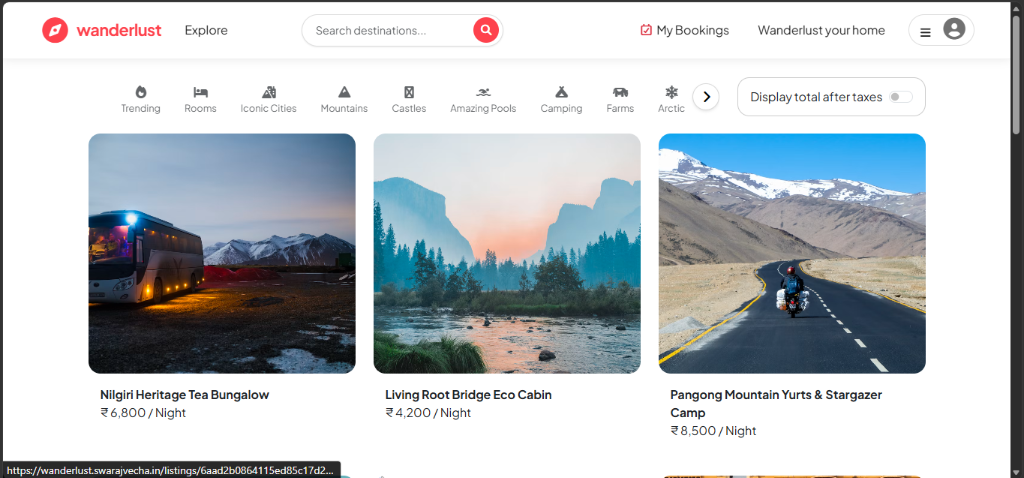 wanderlust
Explore
Search destinations...
My Bookings
Wanderlust your home
Trending
Rooms
Iconic Cities
Mountains
Castles
Amazing Pools
Camping
Farms
Arctic
Display total after taxes
Nilgiri Heritage Tea Bungalow
₹ 6,800 / Night
Living Root Bridge Eco Cabin
₹ 4,200 / Night
Pangong Mountain Yurts & Stargazer
Camp
₹ 8,500 / Night
https://wanderlust.swarajvecha.in/listings/6aad2b0864115ed85c17d2...